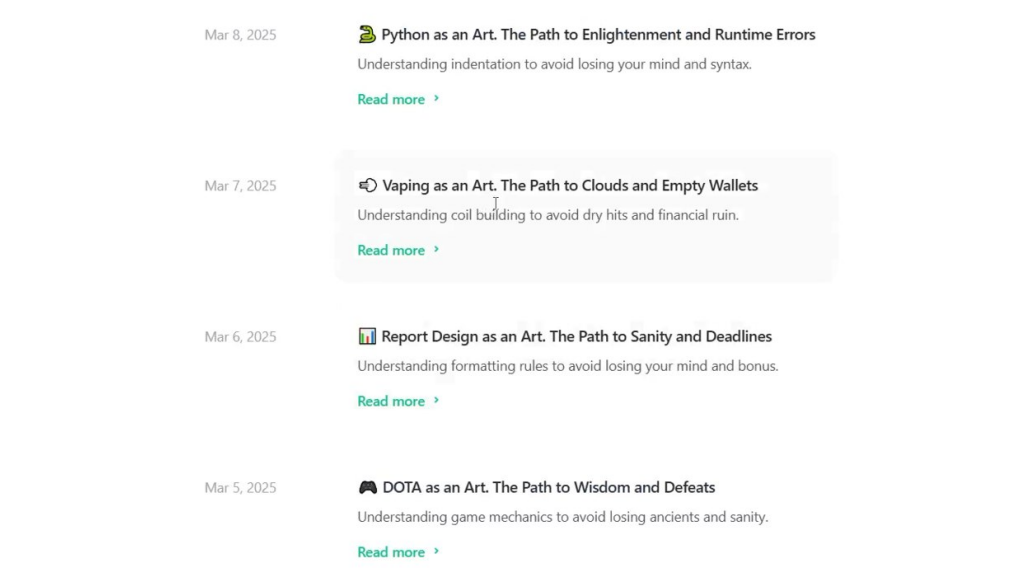 Mar 8, 2025
🐍 Python as an Art. The Path to Enlightenment and Runtime Errors
Understanding indentation to avoid losing your mind and syntax.
Read more ›
Mar 7, 2025
💨 Vaping as an Art. The Path to Clouds and Empty Wallets
Understanding coil building to avoid dry hits and financial ruin.
Read more ›
Mar 6, 2025
📊 Report Design as an Art. The Path to Sanity and Deadlines
Understanding formatting rules to avoid losing your mind and bonus.
Read more ›
Mar 5, 2025
🎮 DOTA as an Art. The Path to Wisdom and Defeats
Understanding game mechanics to avoid losing ancients and sanity.
Read more ›